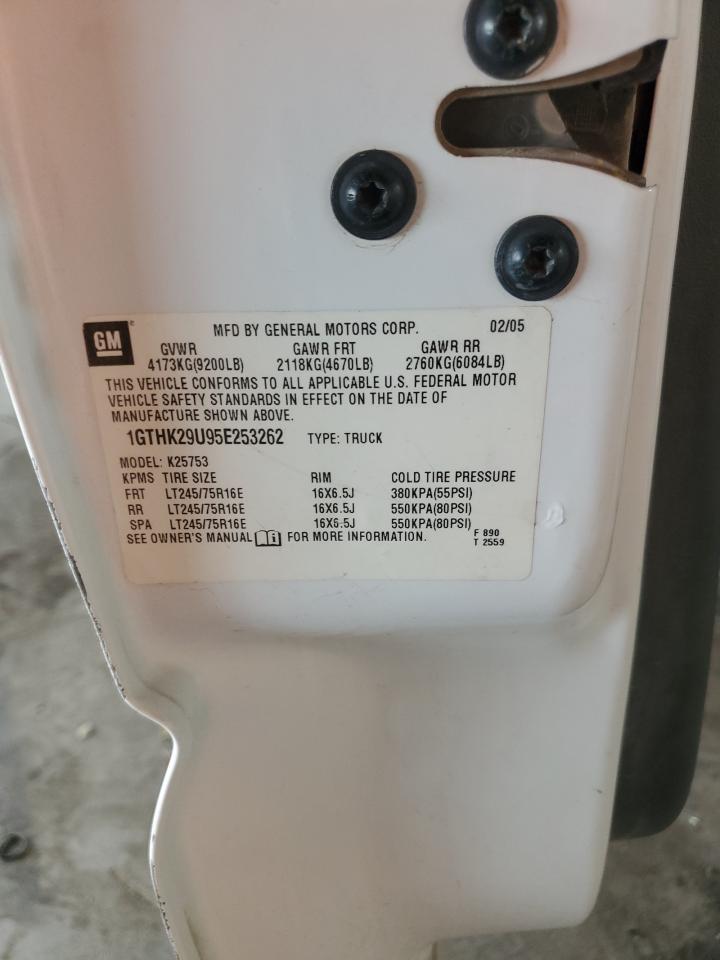 GM
MFD BY GENERAL MOTORS CORP. 02/05
GVWR GAWR FRT GAWR RR
4173KG(9200LB) 2118KG(4670LB) 2760KG(6084LB)
THIS VEHICLE CONFORMS TO ALL APPLICABLE U.S. FEDERAL MOTOR
VEHICLE SAFETY STANDARDS IN EFFECT ON THE DATE OF
MANUFACTURE SHOWN ABOVE.
1GTHK29U95E253262 TYPE: TRUCK
MODEL: K25753
KPMS TIRE SIZE RIM COLD TIRE PRESSURE
FRT LT245/75R16E 16X6.5J 380KPA(55PSI)
RR LT245/75R16E 16X6.5J 550KPA(80PSI)
SPA LT245/75R16E 16X6.5J 550KPA(80PSI)
SEE OWNER'S MANUAL FOR MORE INFORMATION. F 890
T 2559